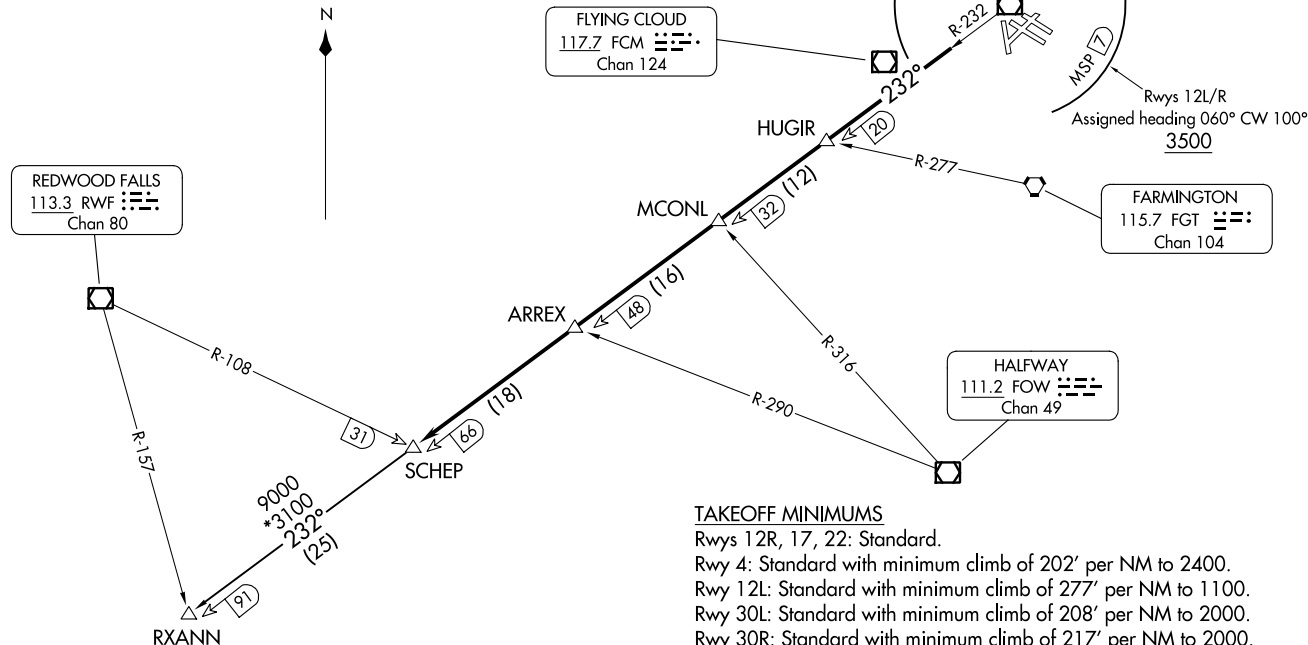 N
FLYING CLOUD
117.7 FCM
Chan 124
R-232
MSP 7
Rwys 12L/R
Assigned heading 060° CW 100°
3500
232°
HUGIR
20
R-277
FARMINGTON
115.7 FGT
Chan 104
REDWOOD FALLS
113.3 RWF
Chan 80
(12)
MCONL
32
(16)
ARREX
48
R-316
R-290
HALFWAY
111.2 FOW
Chan 49
R-108
R-157
(18)
31
66
SCHEP
9000
*3100
232°
(25)
91
RXANN
TAKEOFF MINIMUMS
Rwys 12R, 17, 22: Standard.
Rwy 4: Standard with minimum climb of 202' per NM to 2400.
Rwy 12L: Standard with minimum climb of 277' per NM to 1100.
Rwy 30L: Standard with minimum climb of 208' per NM to 2000.
Rwy 30R: Standard with minimum climb of 217' per NM to 2000.